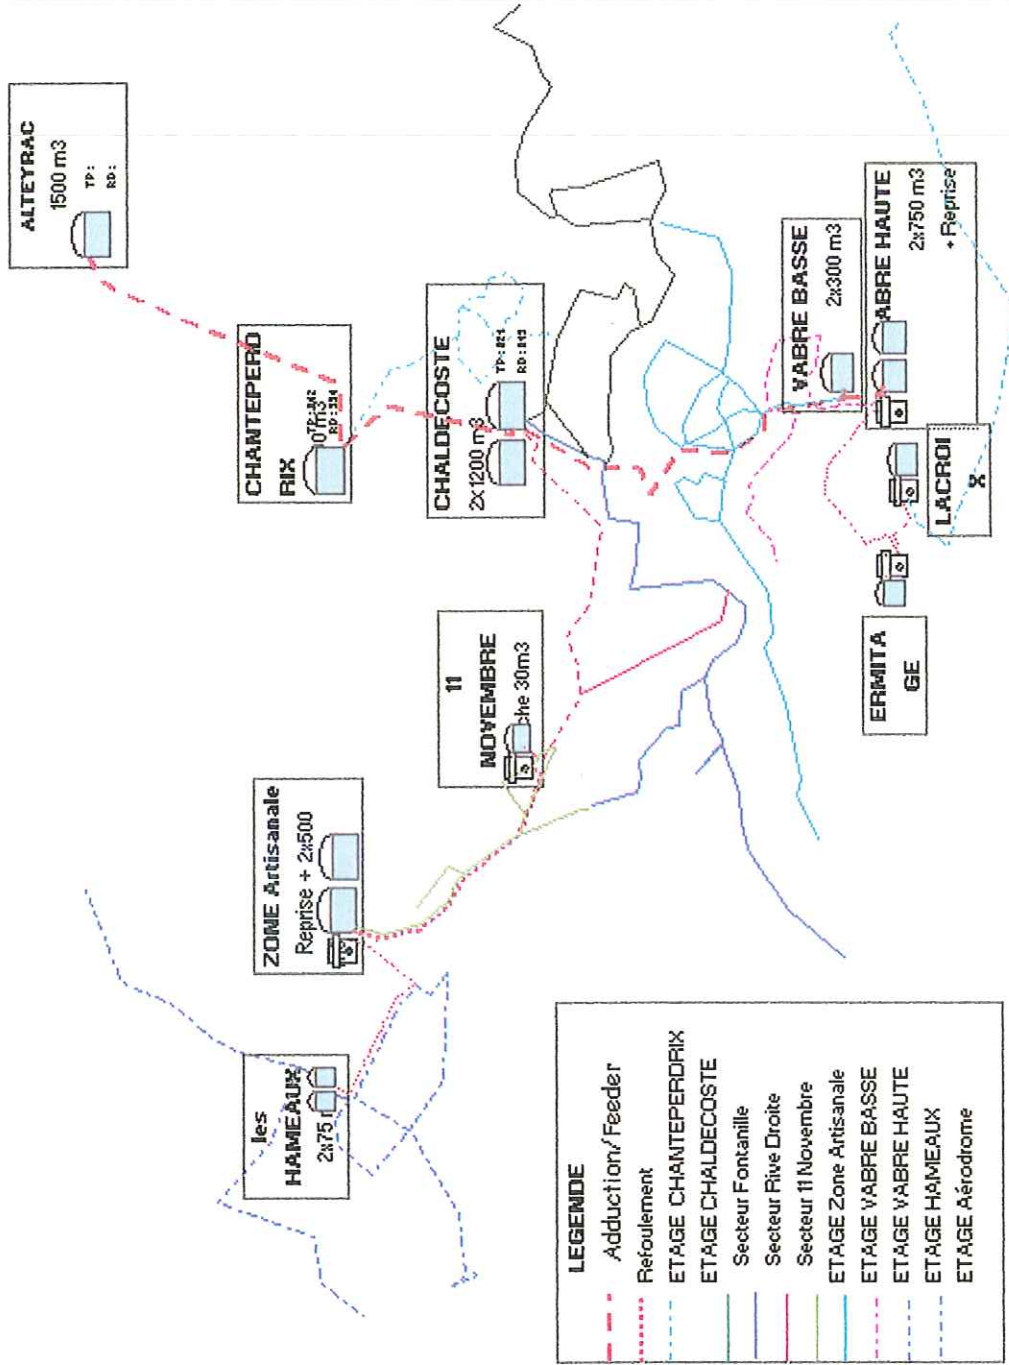 ALTEYRAC
1500 m3
TP:
RD:
CHANTEPERD
RIX
0 m3
CHALDECOSTE
2x1200 m3
11
NOVEMBRE
che 30m3
ZONE Artisanale
Reprise + 2x500
les
HAMEAUX
2x75 r
VABRE BASSE
2x300 m3
ABRE HAUTE
2x750 m3
+ Reprise
LACROI
X
ERMITA
GE
LEGENDE
Adduction/Feeder
Refoulement
ETAGE CHANTEPERDRIX
ETAGE CHALDECOSTE
Secteur Fontanille
Secteur Rive Droite
Secteur 11 Novembre
ETAGE Zone Artisanale
ETAGE VABRE BASSE
ETAGE VABRE HAUTE
ETAGE HAMEAUX
ETAGE Aérodrome